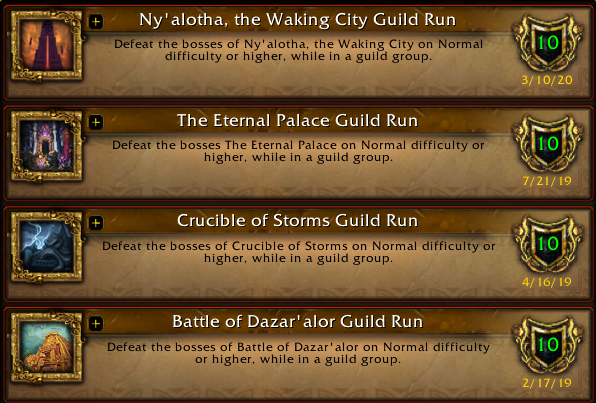 Ny'alotha, the Waking City Guild Run
Defeat the bosses of Ny'alotha, the Waking City on Normal
difficulty or higher, while in a guild group.
10
3/10/20
The Eternal Palace Guild Run
Defeat the bosses The Eternal Palace on Normal difficulty or
higher, while in a guild group.
10
7/21/19
Crucible of Storms Guild Run
Defeat the bosses of Crucible of Storms on Normal difficulty or
higher, while in a guild group.
10
4/16/19
Battle of Dazar'alor Guild Run
Defeat the bosses of Battle of Dazar'alor on Normal difficulty
or higher, while in a guild group.
10
2/17/19